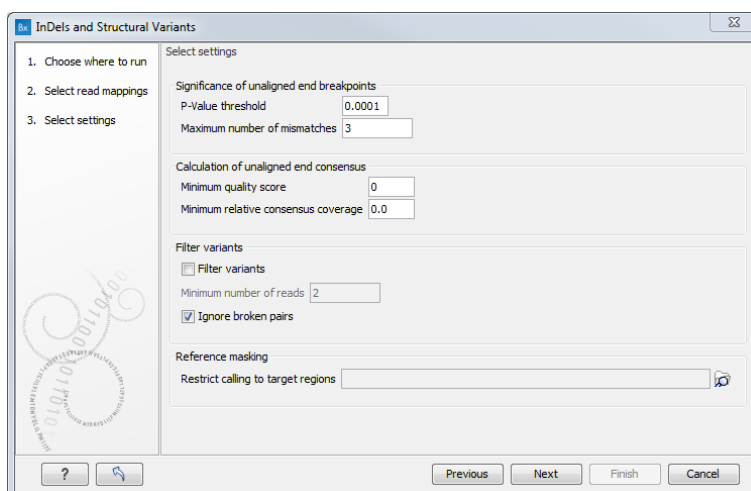 Bx InDels and Structural Variants
1. Choose where to run
2. Select read mappings
3. Select settings
Select settings
Significance of unaligned end breakpoints
P-Value threshold 0.0001
Maximum number of mismatches 3
Calculation of unaligned end consensus
Minimum quality score 0
Minimum relative consensus coverage 0.0
Filter variants
Filter variants
Minimum number of reads 2
Ignore broken pairs
Reference masking
Restrict calling to target regions
? Previous Next Finish Cancel